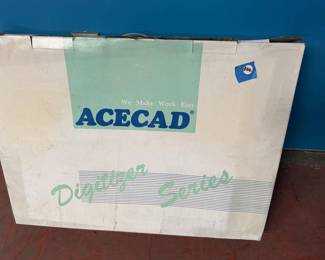 We Make Work Easy
ACECAD®
Digitizer Series